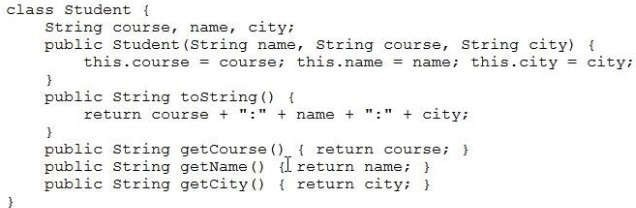 class Student {
    String course, name, city;
    public Student(String name, String course, String city) {
        this.course = course; this.name = name; this.city = city;
    }
    public String toString() {
        return course + ":" + name + ":" + city;
    }
    public String getCourse() { return course; }
    public String getName() { return name; }
    public String getCity() { return city; }
}